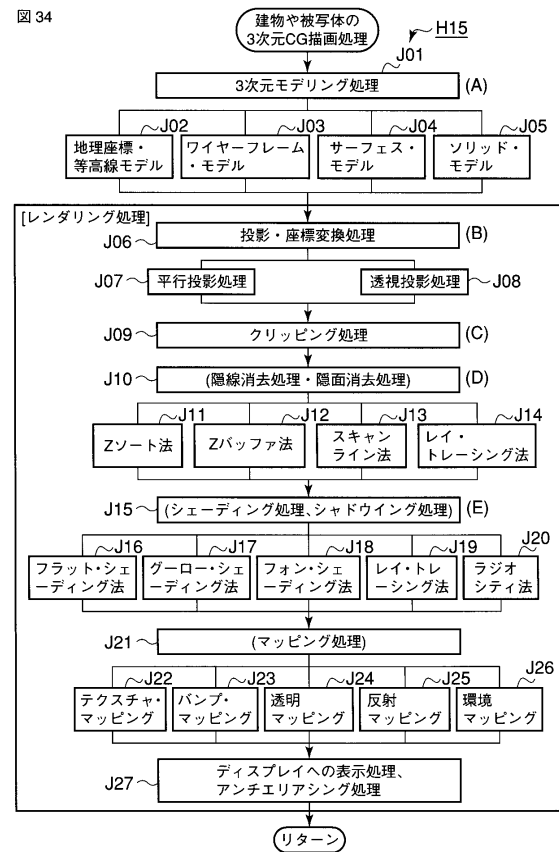 図 34
建物や被写体の
3次元CG描画処理
H15
J01
3次元モデリング処理
(A)
J02
J03
J04
J05
地理座標・
等高線モデル
ワイヤーフレーム
・モデル
サーフェス・
モデル
ソリッド・
モデル
[レンダリング処理]
J06
投影・座標変換処理
(B)
J07
平行投影処理
透視投影処理
J08
J09
クリッピング処理
(C)
J10
(隠線消去処理・隠面消去処理)
(D)
J11
J12
J13
J14
Zソート法
Zバッファ法
スキャン
ライン法
レイ・
トレーシング法
J15
(シェーディング処理、シャドウイング処理)
(E)
J16
J17
J18
J19
J20
フラット・シェ
ーディング法
グーロー・シェ
ーディング法
フォン・シェ
ーディング法
レイ・トレ
ーシング法
ラジオ
シティ法
J21
(マッピング処理)
J22
J23
J24
J25
J26
テクスチャ・
マッピング
バンプ・
マッピング
透明
マッピング
反射
マッピング
環境
マッピング
J27
ディスプレイへの表示処理、
アンチエリアシング処理
リターン